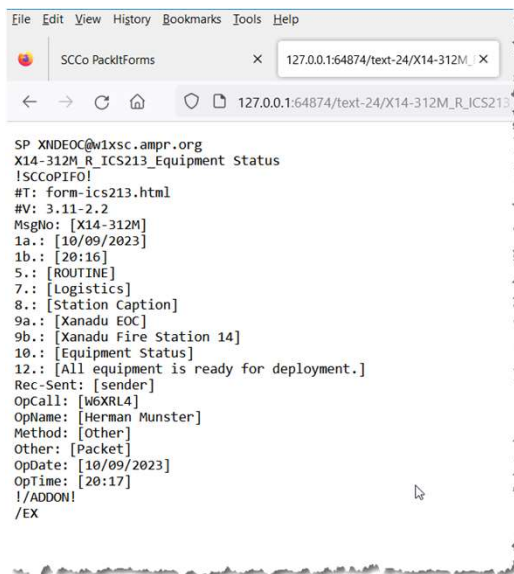 File Edit View History Bookmarks Tools Help
SCCo PackItForms
127.0.0.1:64874/text-24/X14-312M_
127.0.0.1:64874/text-24/X14-312M_R_ICS213
SP XNDEOC@w1xsc.ampr.org
X14-312M_R_ICS213_Equipment Status
!SCCoPIFO!
#T: form-ics213.html
#V: 3.11-2.2
MsgNo: [X14-312M]
1a.: [10/09/2023]
1b.: [20:16]
5.: [ROUTINE]
7.: [Logistics]
8.: [Station Caption]
9a.: [Xanadu EOC]
9b.: [Xanadu Fire Station 14]
10.: [Equipment Status]
12.: [All equipment is ready for deployment.]
Rec-Sent: [sender]
OpCall: [W6XRL4]
OpName: [Herman Munster]
Method: [Other]
Other: [Packet]
OpDate: [10/09/2023]
OpTime: [20:17]
!/ADDON!
/EX